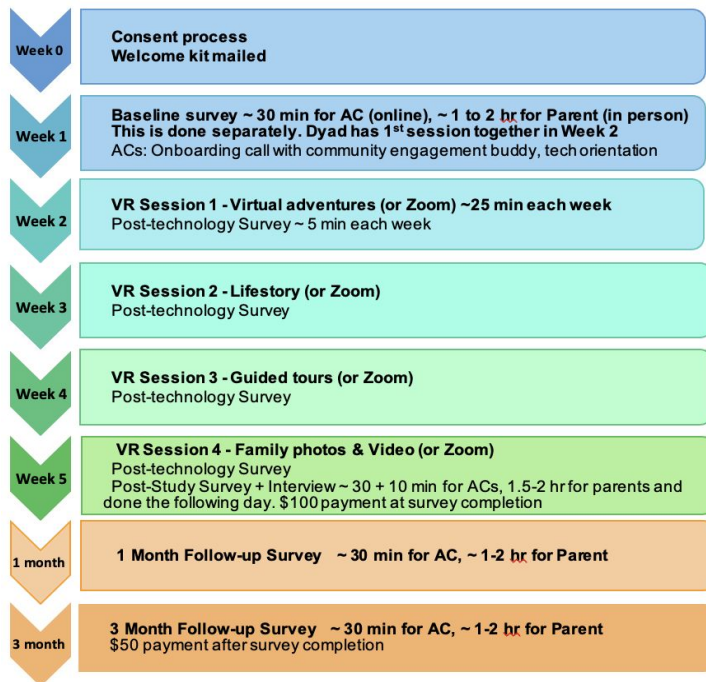 Week 0
Consent process
Welcome kit mailed
Week 1
Baseline survey ~ 30 min for AC (online), ~ 1 to 2 hr for Parent (in person)
This is done separately. Dyad has 1st session together in Week 2
ACs: Onboarding call with community engagement buddy, tech orientation
Week 2
VR Session 1 - Virtual adventures (or Zoom) ~25 min each week
Post-technology Survey ~ 5 min each week
Week 3
VR Session 2 - Lifestory (or Zoom)
Post-technology Survey
Week 4
VR Session 3 - Guided tours (or Zoom)
Post-technology Survey
Week 5
VR Session 4 - Family photos & Video (or Zoom)
Post-technology Survey
Post-Study Survey + Interview ~ 30 + 10 min for ACs, 1.5-2 hr for parents and
done the following day. $100 payment at survey completion
1 month
1 Month Follow-up Survey ~ 30 min for AC, ~ 1-2 hr for Parent
3 month
3 Month Follow-up Survey ~ 30 min for AC, ~ 1-2 hr for Parent
$50 payment after survey completion